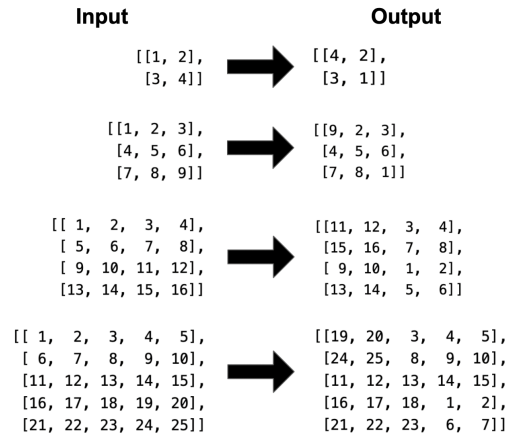 Input Output
[[1, 2], [[4, 2],
[3, 4]] [3, 1]]
[[1, 2, 3], [[9, 2, 3],
[4, 5, 6], [4, 5, 6],
[7, 8, 9]] [7, 8, 1]]
[[ 1, 2, 3, 4], [[11, 12, 3, 4],
[ 5, 6, 7, 8], [15, 16, 7, 8],
[ 9, 10, 11, 12], [ 9, 10, 1, 2],
[13, 14, 15, 16]] [13, 14, 5, 6]]
[[ 1, 2, 3, 4, 5], [[19, 20, 3, 4, 5],
[ 6, 7, 8, 9, 10], [24, 25, 8, 9, 10],
[11, 12, 13, 14, 15], [11, 12, 13, 14, 15],
[16, 17, 18, 19, 20], [16, 17, 18, 1, 2],
[21, 22, 23, 24, 25]] [21, 22, 23, 6, 7]]